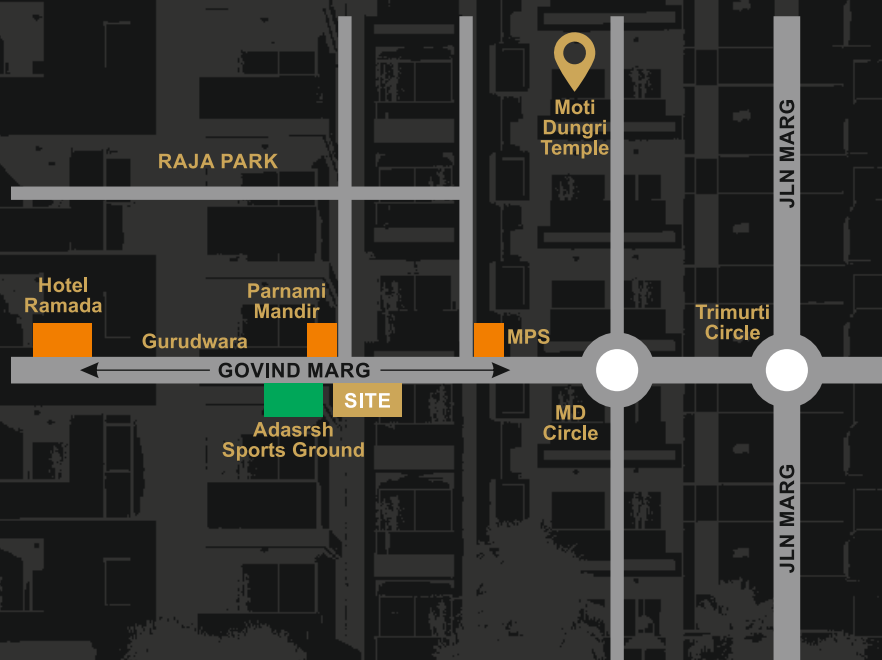 Moti
Dungri
Temple
JLN MARG
RAJA PARK
Hotel
Ramada
Parnami
Mandir
Trimurti
Circle
Gurudwara
MPS
GOVIND MARG
SITE
MD
Circle
Adasrsh
Sports Ground
JLN MARG